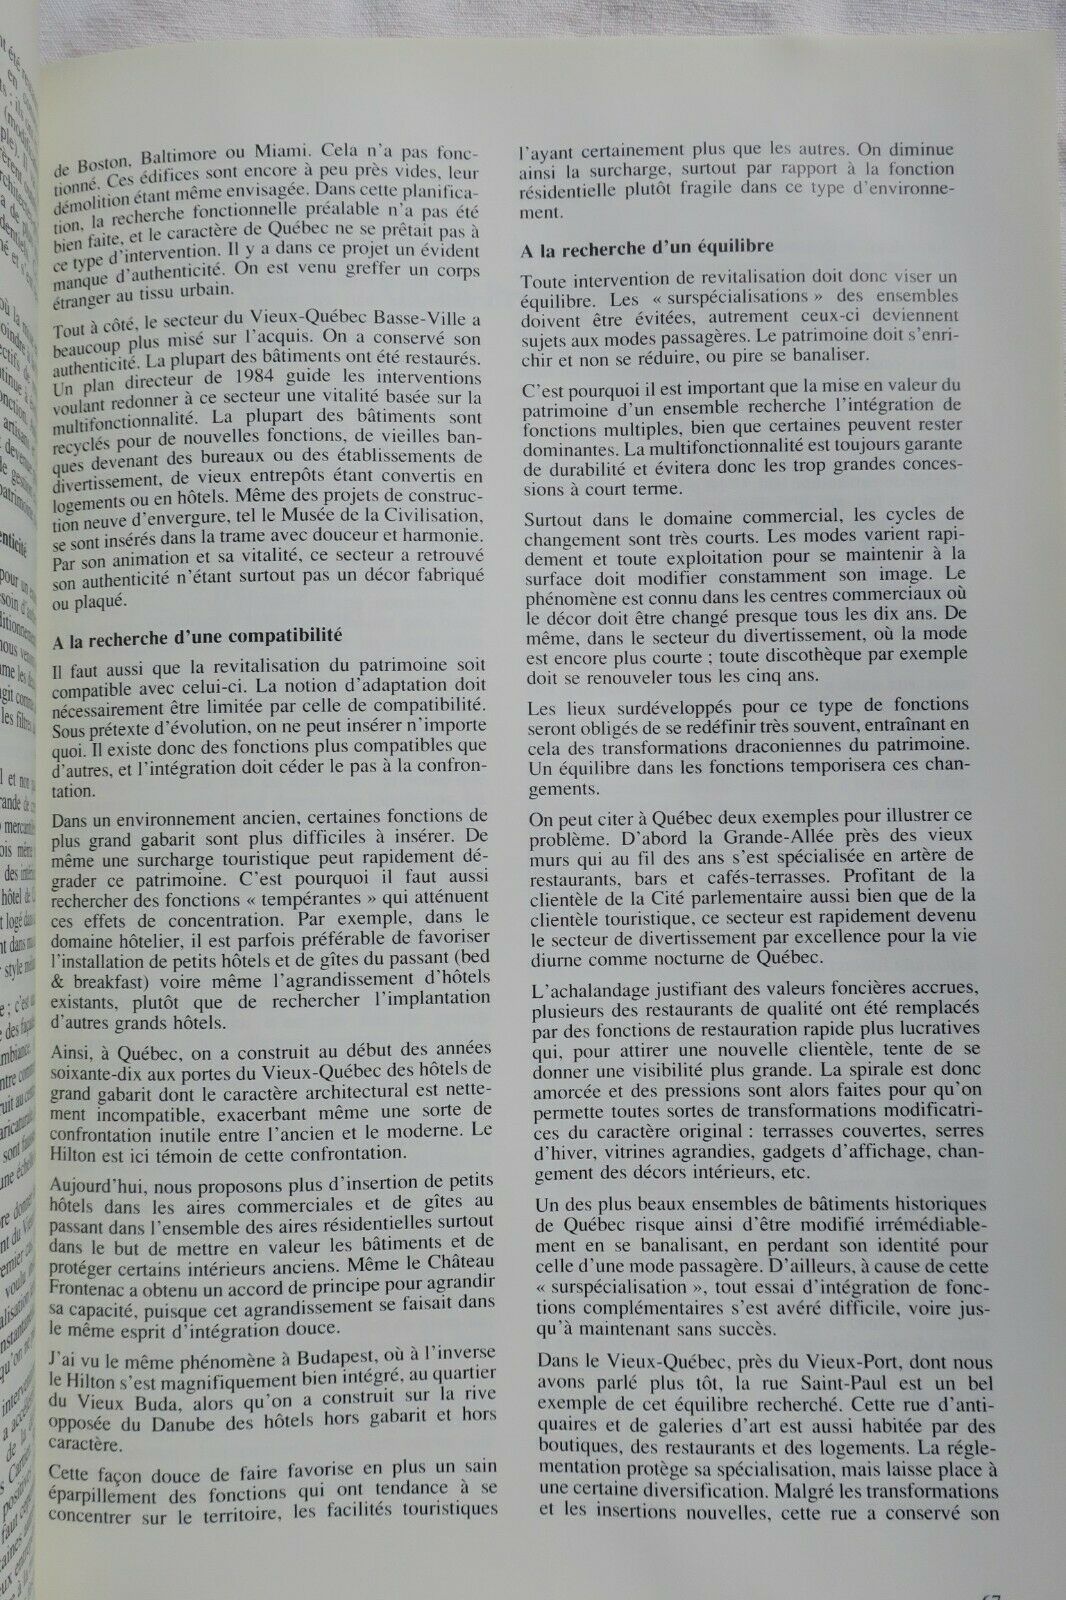 de Boston, Baltimore ou Miami. Cela n'a pas fonc-
tionné. Ces édifices sont encore à peu près vides, leur
démolition étant même envisagée. Dans cette planifica-
tion, la recherche fonctionnelle préalable n'a pas été
bien faite, et le caractère de Québec ne se prêtait pas à
ce type d'intervention. Il y a dans ce projet un évident
manque d'authenticité. On est venu greffer un corps
étranger au tissu urbain.
Tout à côté, le secteur du Vieux-Québec Basse-Ville a
beaucoup plus misé sur l'acquis. On a conservé son
authenticité. La plupart des bâtiments ont été restaurés.
Un plan directeur de 1984 guide les interventions
voulant redonner à ce secteur une vitalité basée sur la
multifonctionnalité. La plupart des bâtiments sont
recyclés pour de nouvelles fonctions, de vieilles ban-
ques devenant des bureaux ou des établissements de
divertissement, de vieux entrepôts étant convertis en
logements ou en hôtels. Même des projets de construc-
tion neuve d'envergure, tel le Musée de la Civilisation,
se sont insérés dans la trame avec douceur et harmonie.
Par son animation et sa vitalité, ce secteur a retrouvé
son authenticité n'étant surtout pas un décor fabriqué
ou plaqué.
A la recherche d'une compatibilité
Il faut aussi que la revitalisation du patrimoine soit
compatible avec celui-ci. La notion d'adaptation doit
nécessairement être limitée par celle de compatibilité.
Sous prétexte d'évolution, on ne peut insérer n'importe
quoi. Il existe donc des fonctions plus compatibles que
d'autres, et l'intégration doit céder le pas à la confron-
tation.
Dans un environnement ancien, certaines fonctions de
plus grand gabarit sont plus difficiles à insérer. De
même une surcharge touristique peut rapidement dé-
grader ce patrimoine. C'est pourquoi il faut aussi
rechercher des fonctions « tempérantes » qui atténuent
ces effets de concentration. Par exemple, dans le
domaine hôtelier, il est parfois préférable de favoriser
l'installation de petits hôtels et de gîtes du passant (bed
& breakfast) voire même l'agrandissement d'hôtels
existants, plutôt que de rechercher l'implantation
d'autres grands hôtels.
Ainsi, à Québec, on a construit au début des années
soixante-dix aux portes du Vieux-Québec des hôtels de
grand gabarit dont le caractère architectural est nette-
ment incompatible, exacerbant même une sorte de
confrontation inutile entre l'ancien et le moderne. Le
Hilton est ici témoin de cette confrontation.
Aujourd'hui, nous proposons plus d'insertion de petits
hôtels dans les aires commerciales et de gîtes au
passant dans l'ensemble des aires résidentielles surtout
dans le but de mettre en valeur les bâtiments et de
protéger certains intérieurs anciens. Même le Château
Frontenac a obtenu un accord de principe pour agrandir
sa capacité, puisque cet agrandissement se faisait dans
le même esprit d'intégration douce.
J'ai vu le même phénomène à Budapest, où à l'inverse
le Hilton s'est magnifiquement bien intégré, au quartier
du Vieux Buda, alors qu'on a construit sur la rive
opposée du Danube des hôtels hors gabarit et hors
caractère.
Cette façon douce de faire favorise en plus un sain
éparpillement des fonctions qui ont tendance à se
concentrer sur le territoire, les facilités touristiques
l'ayant certainement plus que les autres. On diminue
ainsi la surcharge, surtout par rapport à la fonction
résidentielle plutôt fragile dans ce type d'environne-
ment.
A la recherche d'un équilibre
Toute intervention de revitalisation doit donc viser un
équilibre. Les « surspécialisations » des ensembles
doivent être évitées, autrement ceux-ci deviennent
sujets aux modes passagères. Le patrimoine doit s'enri-
chir et non se réduire, ou pire se banaliser.
C'est pourquoi il est important que la mise en valeur du
patrimoine d'un ensemble recherche l'intégration de
fonctions multiples, bien que certaines peuvent rester
dominantes. La multifonctionnalité est toujours garante
de durabilité et évitera donc les trop grandes conces-
sions à court terme.
Surtout dans le domaine commercial, les cycles de
changement sont très courts. Les modes varient rapi-
dement et toute exploitation pour se maintenir à la
surface doit modifier constamment son image. Le
phénomène est connu dans les centres commerciaux où
le décor doit être changé presque tous les dix ans. De
même, dans le secteur du divertissement, où la mode
est encore plus courte ; toute discothèque par exemple
doit se renouveler tous les cinq ans.
Les lieux surdéveloppés pour ce type de fonctions
seront obligés de se redéfinir très souvent, entraînant en
cela des transformations draconiennes du patrimoine.
Un équilibre dans les fonctions temporisera ces chan-
gements.
On peut citer à Québec deux exemples pour illustrer ce
problème. D'abord la Grande-Allée près des vieux
murs qui au fil des ans s'est spécialisée en artère de
restaurants, bars et cafés-terrasses. Profitant de la
clientèle de la Cité parlementaire aussi bien que de la
clientèle touristique, ce secteur est rapidement devenu
le secteur de divertissement par excellence pour la vie
diurne comme nocturne de Québec.
L'achalandage justifiant des valeurs foncières accrues,
plusieurs des restaurants de qualité ont été remplacés
par des fonctions de restauration rapide plus lucratives
qui, pour attirer une nouvelle clientèle, tente de se
donner une visibilité plus grande. La spirale est donc
amorcée et des pressions sont alors faites pour qu'on
permette toutes sortes de transformations modificatri-
ces du caractère original : terrasses couvertes, serres
d'hiver, vitrines agrandies, gadgets d'affichage, chan-
gement des décors intérieurs, etc.
Un des plus beaux ensembles de bâtiments historiques
de Québec risque ainsi d'être modifié irrémédiable-
ment en se banalisant, en perdant son identité pour
celle d'une mode passagère. D'ailleurs, à cause de cette
« surspécialisation », tout essai d'intégration de fonc-
tions complémentaires s'est avéré difficile, voire jus-
qu'à maintenant sans succès.
Dans le Vieux-Québec, près du Vieux-Port, dont nous
avons parlé plus tôt, la rue Saint-Paul est un bel
exemple de cet équilibre recherché. Cette rue d'anti-
quaires et de galeries d'art est aussi habitée par des
boutiques, des restaurants et des logements. La régle-
mentation protège sa spécialisation, mais laisse place à
une certaine diversification. Malgré les transformations
et les insertions nouvelles, cette rue a conservé son